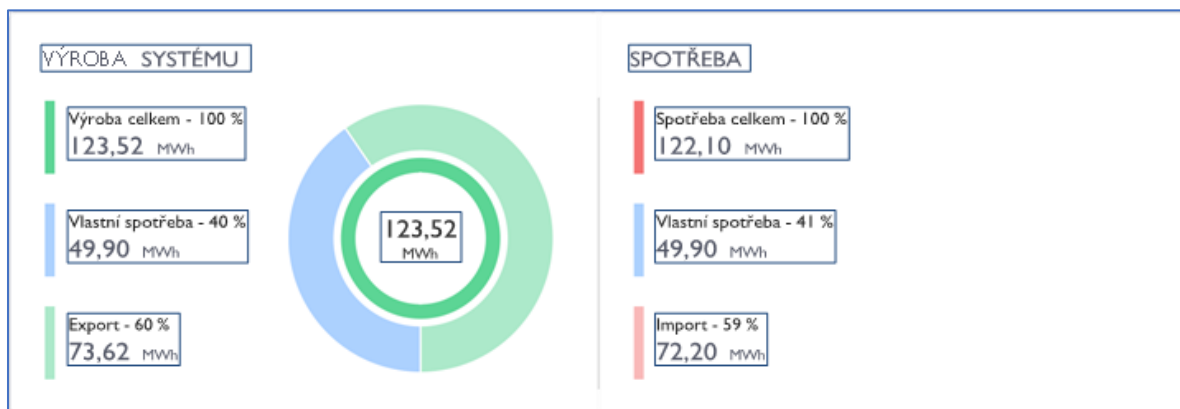 VÝROBA SYSTÉMU
Výroba celkem - 100 %
123,52 MWh
Vlastní spotřeba - 40 %
49,90 MWh
Export - 60 %
73,62 MWh
123,52
MWh
SPOTŘEBA
Spotřeba celkem - 100 %
122,10 MWh
Vlastní spotřeba - 41 %
49,90 MWh
Import - 59 %
72,20 MWh